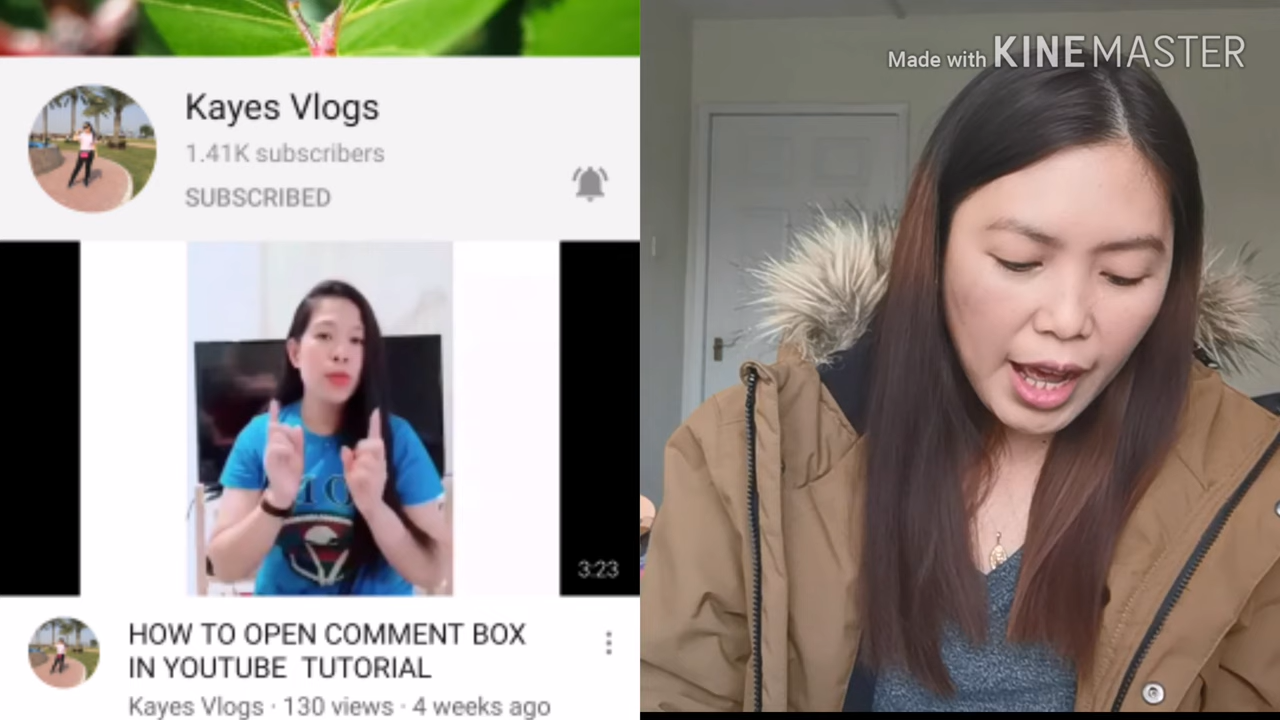 Kayes Vlogs
1.41K subscribers
SUBSCRIBED
3:23
HOW TO OPEN COMMENT BOX
IN YOUTUBE TUTORIAL
Kayes Vlogs · 130 views · 4 weeks ago
Made with KINEMASTER